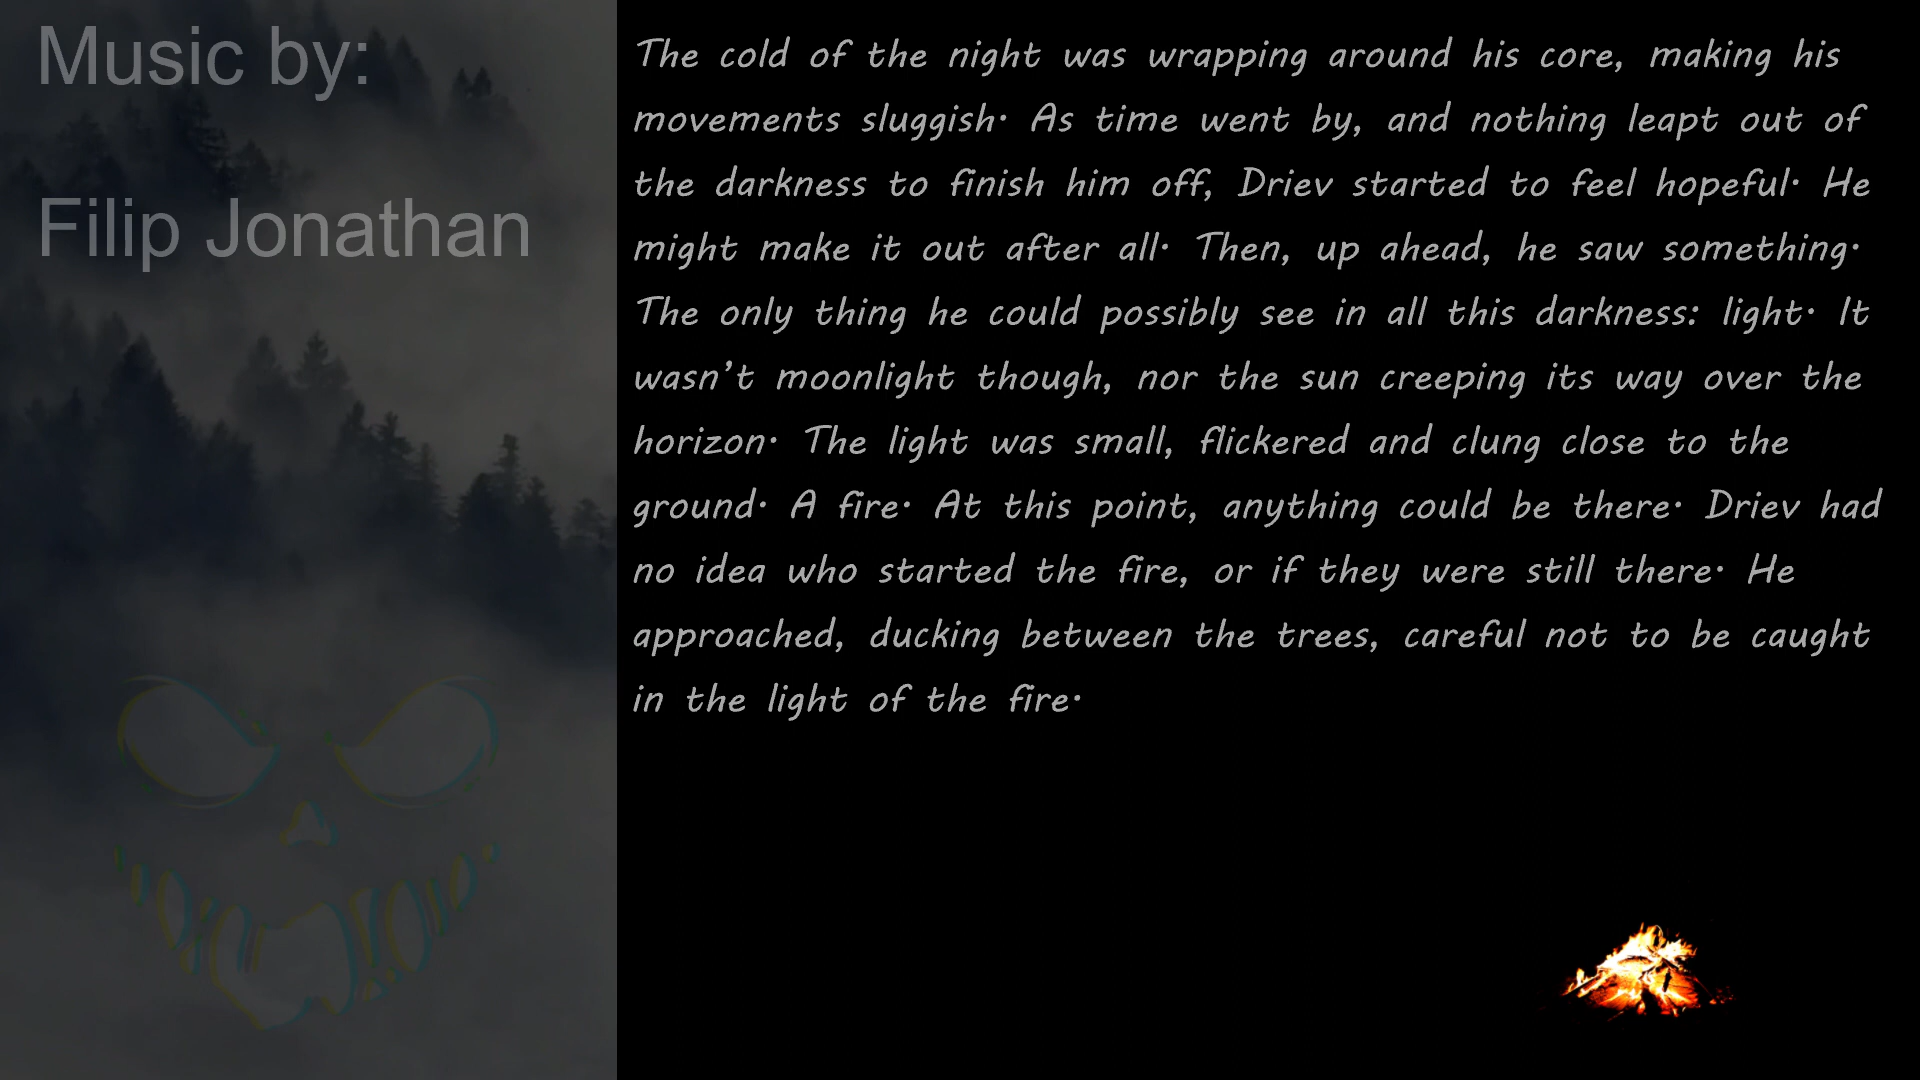 Music by:
Filip Jonathan
The cold of the night was wrapping around his core, making his
movements sluggish. As time went by, and nothing leapt out of
the darkness to finish him off, Driev started to feel hopeful. He
might make it out after all. Then, up ahead, he saw something.
The only thing he could possibly see in all this darkness: light. It
wasn't moonlight though, nor the sun creeping its way over the
horizon. The light was small, flickered and clung close to the
ground. A fire. At this point, anything could be there. Driev had
no idea who started the fire, or if they were still there. He
approached, ducking between the trees, careful not to be caught
in the light of the fire.